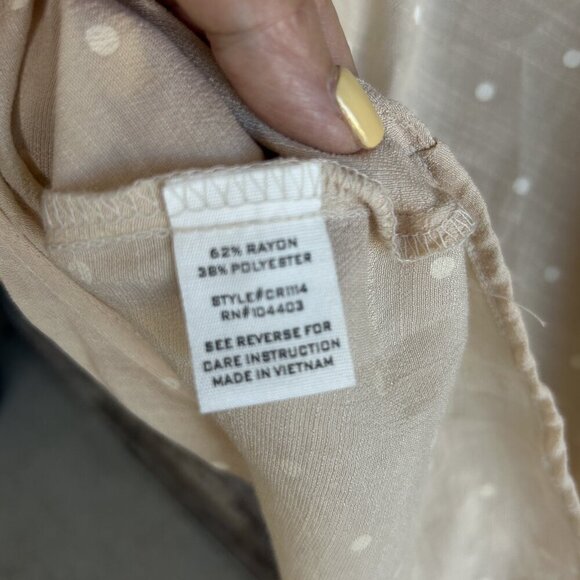 62% RAYON
38% POLYESTER
STYLE#CR1114
RN#104403
SEE REVERSE FOR
CARE INSTRUCTION
MADE IN VIETNAM